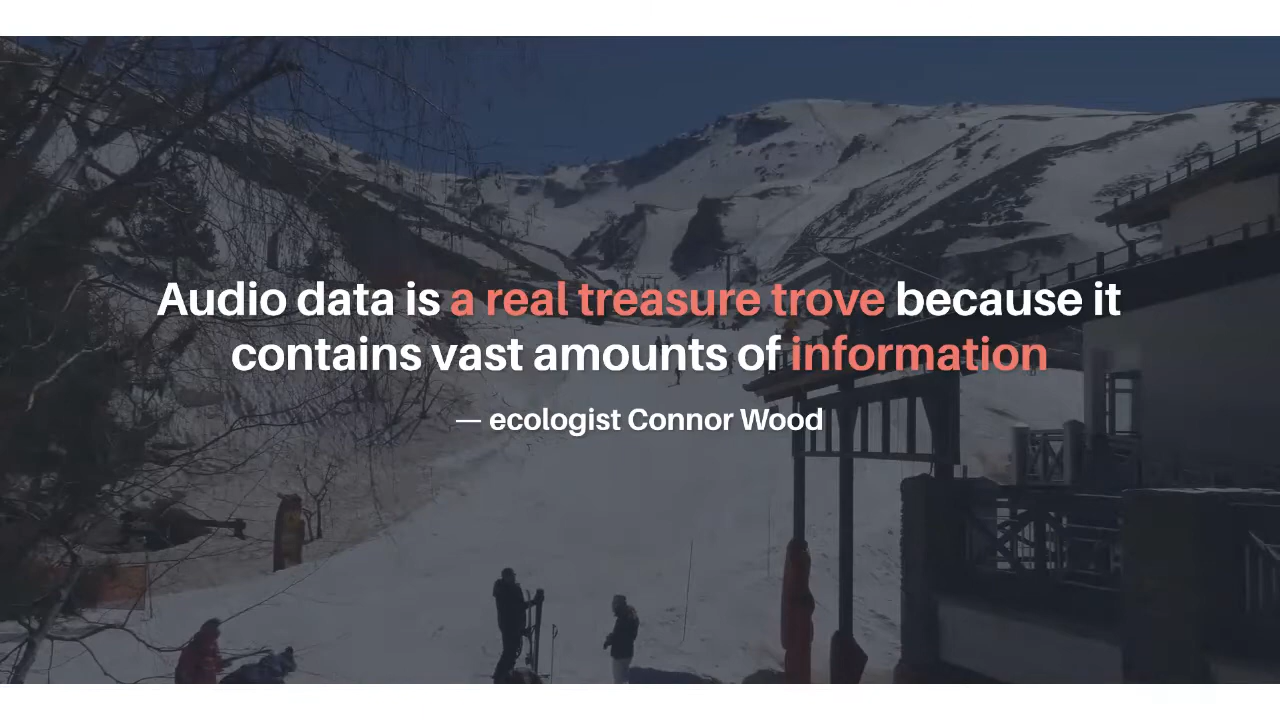 Audio data is a real treasure trove because it
contains vast amounts of information
— ecologist Connor Wood